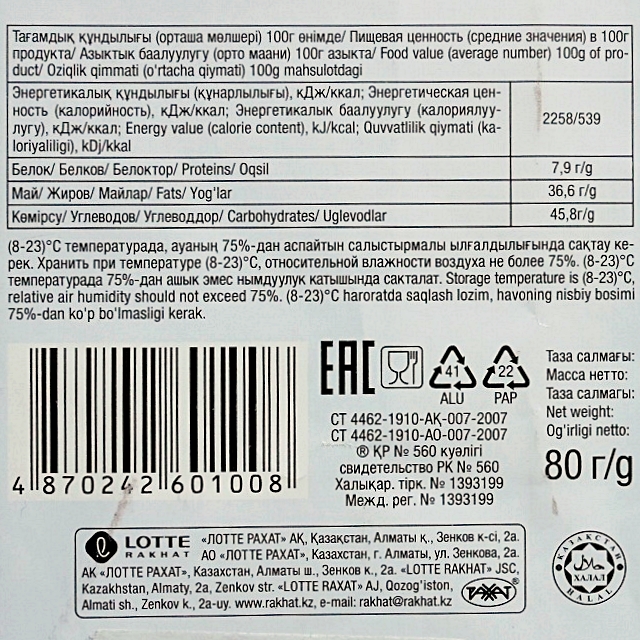 Тағамдық құндылығы (орташа мөлшері) 100г өнімде/ Пищевая ценность (средние значения) в 100г
продукта/ Азыктык баалуулугу (орто маани) 100г азыкта/ Food value (average number) 100g of pro-
duct/ Oziqlik qimmati (o'rtacha qiymati) 100g mahsulotdagi
Энергетикалық құндылығы (құнарлылығы), кДж/ккал; Энергетическая цен-
ность (калорийность), кДж/ккал; Энергетикалык баалуулугу (калориялуу-
лугу), кДж/ккал; Energy value (calorie content), kJ/kcal; Quvvatlilik qiymati (ka-
loriyaliligi), kDj/kkal
2258/539
Белок/ Белков/ Белоктор/ Proteins/ Oqsil 7,9 г/g
Май/ Жиров/ Майлар/ Fats/ Yog'lar 36,6 г/g
Көмірсу/ Углеводов/ Углеводдор/ Carbohydrates/ Uglevodlar 45,8г/g
(8-23)°С температурада, ауаның 75%-дан аспайтын салыстырмалы ылғалдылығында сақтау ке-
рек. Хранить при температуре (8-23)°С, относительной влажности воздуха не более 75%. (8-23)°С
температурада 75%-дан ашык эмес нымдуулук катышында сакталат. Storage temperature is (8-23)°C,
relative air humidity should not exceed 75%. (8-23)°C haroratda saqlash lozim, havoning nisbiy bosimi
75%-dan ko'p bo'lmasligi kerak.
EAC
41
ALU
22
PAP
СТ 4462-1910-АК-007-2007
СТ 4462-1910-АО-007-2007
® ҚР № 560 куәлігі
свидетельство РК № 560
Халықар. тірк. № 1393199
Межд. рег. № 1393199
Таза салмағы:
Масса нетто:
Таза салмагы:
Net weight:
Og'irligi netto:
80 г/g
4 870242 601008
LOTTE
RAKHAT
«ЛОТТЕ РАХАТ» АҚ, Қазақстан, Алматы қ., Зенков к-сі, 2а.
АО «ЛОТТЕ РАХАТ», Казахстан, г. Алматы, ул. Зенкова, 2а.
АК «ЛОТТЕ РАХАТ», Казахстан, Алматы ш., Зенков к., 2а. «LOTTE RAKHAT» JSC,
Kazakhstan, Almaty, 2a, Zenkov str. «LOTTE RAXAT» AJ, Qozog'iston,
Almati sh., Zenkov k., 2a-uy. www.rakhat.kz, e-mail: rakhat@rakhat.kz
РАХАТ
КАЗАХСТАН
حلال
ХАЛАЛ
HALAL